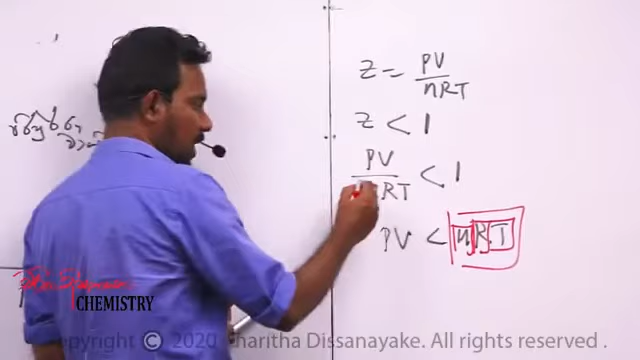 Z = PV/nRT
Z < 1
PV/nRT < 1
PV < nRT
CHEMISTRY
Copyright © 2020 Charitha Dissanayake. All rights reserved.